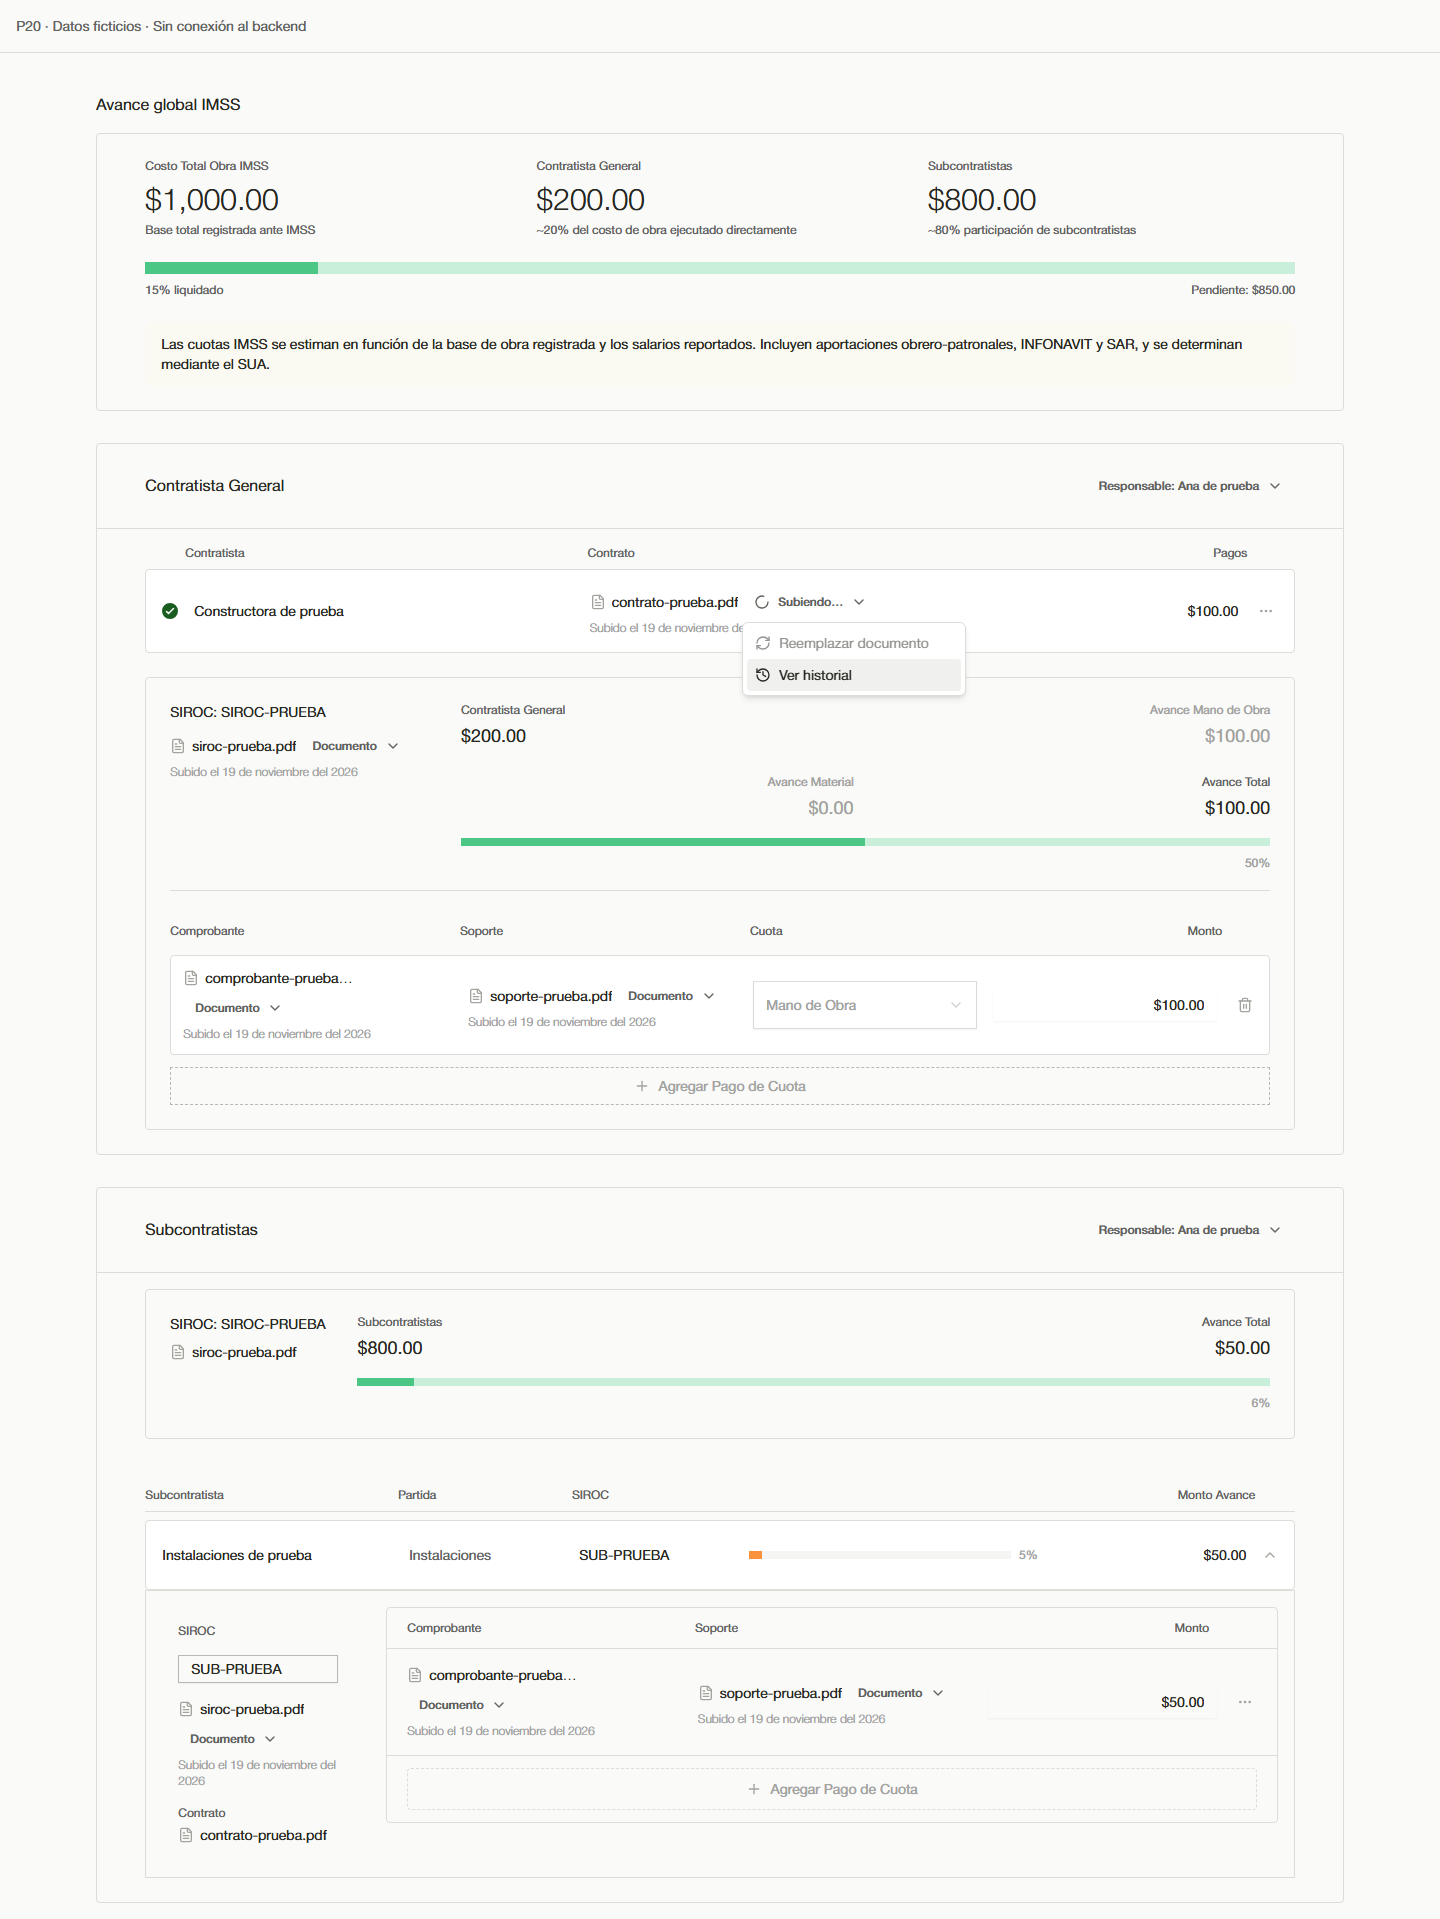 P20 · Datos ficticios · Sin conexión al backend
Avance global IMSS
Costo Total Obra IMSS
$1,000.00
Base total registrada ante IMSS
Contratista General
$200.00
~20% del costo de obra ejecutado directamente
Subcontratistas
$800.00
~80% participación de subcontratistas
15% liquidado
Pendiente: $850.00
Las cuotas IMSS se estiman en función de la base de obra registrada y los salarios reportados. Incluyen aportaciones obrero-patronales, INFONAVIT y SAR, y se determinan
mediante el SUA.
Contratista General
Responsable: Ana de prueba
Contratista
Contrato
Pagos
Constructora de prueba
contrato-prueba.pdf
Subiendo...
Subido el 19 de noviembre de
$100.00
Reemplazar documento
Ver historial
SIROC: SIROC-PRUEBA
siroc-prueba.pdf
Documento
Subido el 19 de noviembre del 2026
Contratista General
$200.00
Avance Mano de Obra
$100.00
Avance Material
$0.00
Avance Total
$100.00
50%
Comprobante
Soporte
Cuota
Monto
comprobante-prueba...
Documento
Subido el 19 de noviembre del 2026
soporte-prueba.pdf
Documento
Subido el 19 de noviembre del 2026
Mano de Obra
$100.00
Agregar Pago de Cuota
Subcontratistas
Responsable: Ana de prueba
SIROC: SIROC-PRUEBA
siroc-prueba.pdf
Subcontratistas
$800.00
Avance Total
$50.00
6%
Subcontratista
Partida
SIROC
Monto Avance
Instalaciones de prueba
Instalaciones
SUB-PRUEBA
5%
$50.00
SIROC
SUB-PRUEBA
siroc-prueba.pdf
Documento
Subido el 19 de noviembre del
2026
Contrato
contrato-prueba.pdf
Comprobante
Soporte
Monto
comprobante-prueba...
Documento
Subido el 19 de noviembre del 2026
soporte-prueba.pdf
Documento
Subido el 19 de noviembre del 2026
$50.00
Agregar Pago de Cuota